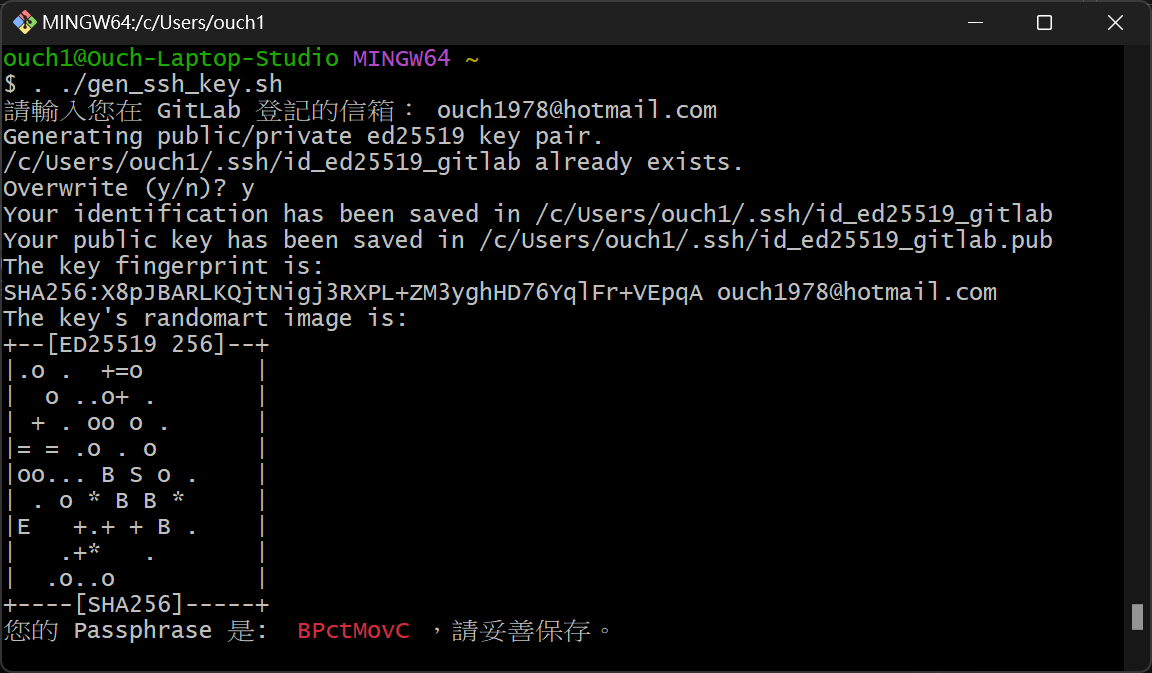 MINGW64:/c/Users/ouch1
ouch1@Ouch-Laptop-Studio MINGW64 ~
$ . ./gen_ssh_key.sh
請輸入您在 GitLab 登記的信箱： ouch1978@hotmail.com
Generating public/private ed25519 key pair.
/c/Users/ouch1/.ssh/id_ed25519_gitlab already exists.
Overwrite (y/n)? y
Your identification has been saved in /c/Users/ouch1/.ssh/id_ed25519_gitlab
Your public key has been saved in /c/Users/ouch1/.ssh/id_ed25519_gitlab.pub
The key fingerprint is:
SHA256:X8pJBARLKQjtNigj3RXPL+ZM3yghHD76YqlFr+VEpqA ouch1978@hotmail.com
The key's randomart image is:
+--[ED25519 256]--+
|.o .  +=o        |
|  o ..o+ .       |
| + . oo o .      |
|= = .o . o       |
|oo... B S o .    |
| . o * B B *     |
|E   +.+ + B .    |
|   .+*   .       |
|  .o..o          |
+----[SHA256]-----+
您的 Passphrase 是:  BPctMovC ，請妥善保存。